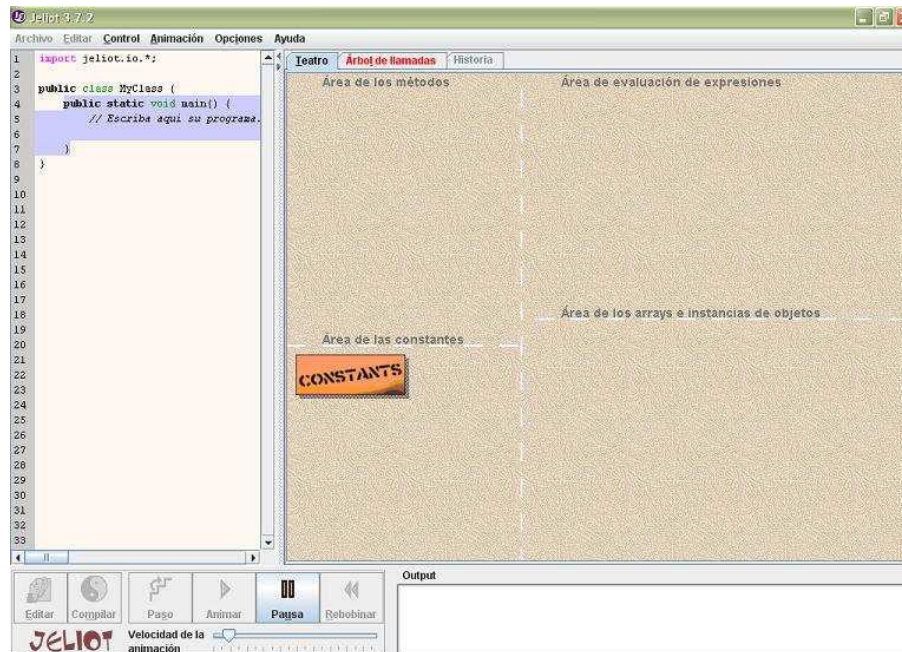 Jeliot 3.7.2
Archivo Editar Control Animación Opciones Ayuda
1 import jeliot.io.*;
2
3 public class MyClass {
4 public static void main() {
5 // Escriba aqui su programa.
6
7 }
8 }
9
10
11
12
13
14
15
16
17
18
19
20
21
22
23
24
25
26
27
28
29
30
31
32
33
Teatro Árbol de llamadas Historia
Área de los métodos
Área de evaluación de expresiones
Área de las constantes
CONSTANTS
Área de los arrays e instancias de objetos
Editar Compilar Paso Animar Pausa Rebobinar
JELIOT
Velocidad de la
animación
Output